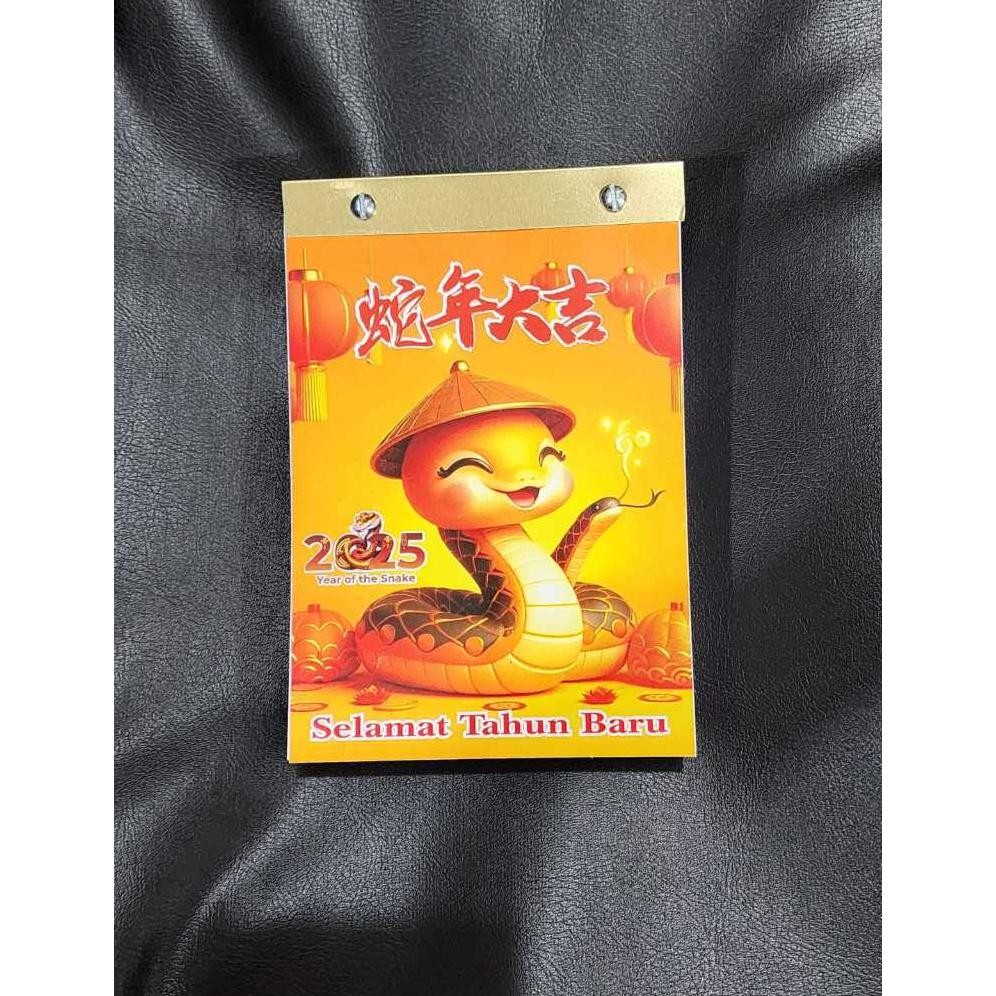 蛇年大吉
2025
Year of the Snake
Selamat Tahun Baru